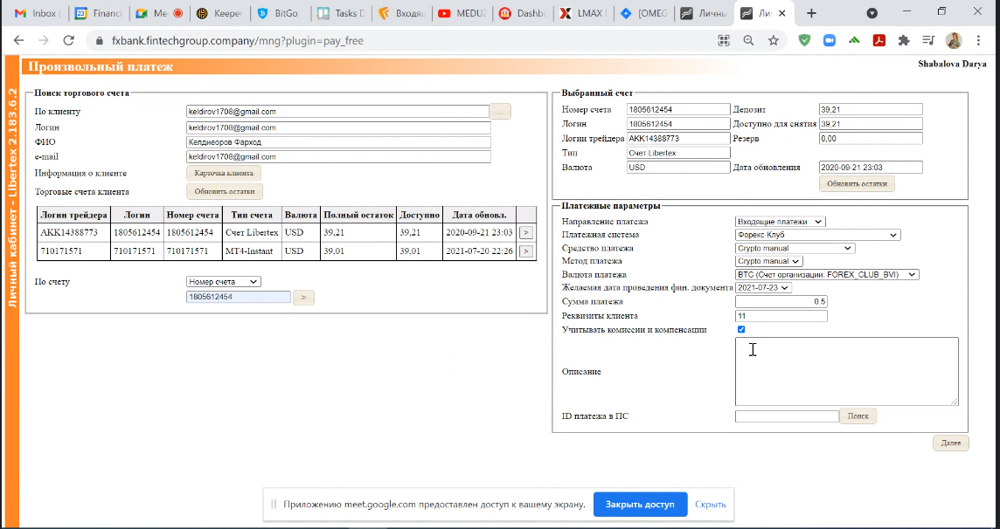 Inbox (
Financi
Me
Keeper
BitGo
Tasks D
Входящ
MEDUZ
Dashbo
LMAX
[OMEG
Личны
Ли
fxbank.fintechgroup.company/mng?plugin=pay_free
Личный кабинет - Libertex 2.183.6.2
Произвольный платеж
Shabalova Darya
Поиск торгового счета
По клиенту keldirov1708@gmail.com ...
Логин keldirov1708@gmail.com
ФИО Келдиеоров Фарход
e-mail keldirov1708@gmail.com
Информация о клиенте Карточка клиента
Торговые счета клиента Обновить остатки
Логин трейдера Логин Номер счета Тип счета Валюта Полный остаток Доступно Дата обновл.
AKK14388773 1805612454 1805612454 Счет Libertex USD 39,21 39,21 2020-09-21 23:03 >
710171571 710171571 710171571 MT4-Instant USD 39,01 39,01 2021-07-20 22:26 >
По счету Номер счета
1805612454 >
Выбранный счет
Номер счета 1805612454 Депозит 39,21
Логин 1805612454 Доступно для снятия 39,21
Логин трейдера AKK14388773 Резерв 0,00
Тип Счет Libertex
Валюта USD Дата обновления 2020-09-21 23:03
Обновить остатки
Платежные параметры
Направление платежа Входящие платежи
Платежная система Форекс-Клуб
Средство платежа Crypto manual
Метод платежа Crypto manual
Валюта платежа BTC (Счет организации: FOREX_CLUB_BVI)
Желаемая дата проведения фин. документа 2021-07-23
Сумма платежа 0.5
Реквизиты клиента 11
Учитывать комиссии и компенсации
Описание
ID платежа в ПС Поиск
Далее
Приложению meet.google.com предоставлен доступ к вашему экрану. Закрыть доступ Скрыть